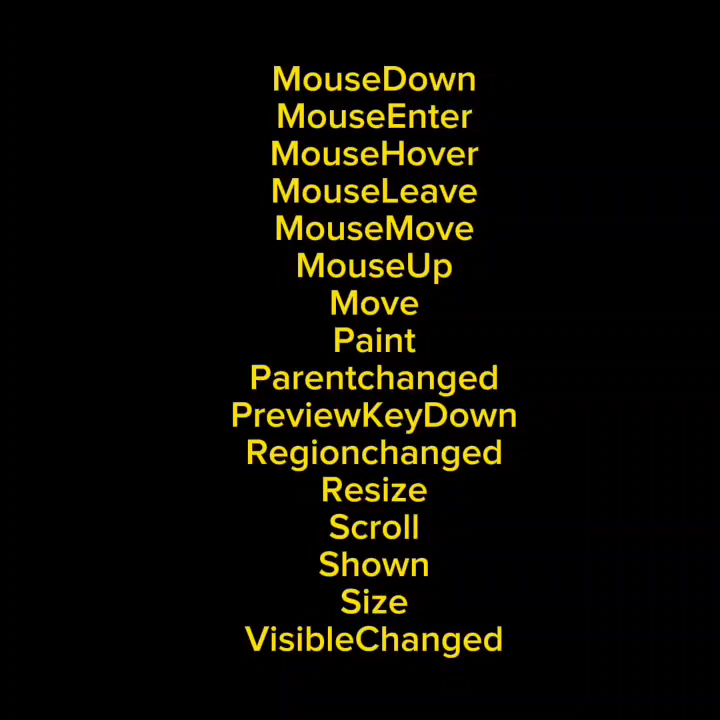 MouseDown
MouseEnter
MouseHover
MouseLeave
MouseMove
MouseUp
Move
Paint
Parentchanged
PreviewKeyDown
Regionchanged
Resize
Scroll
Shown
Size
VisibleChanged